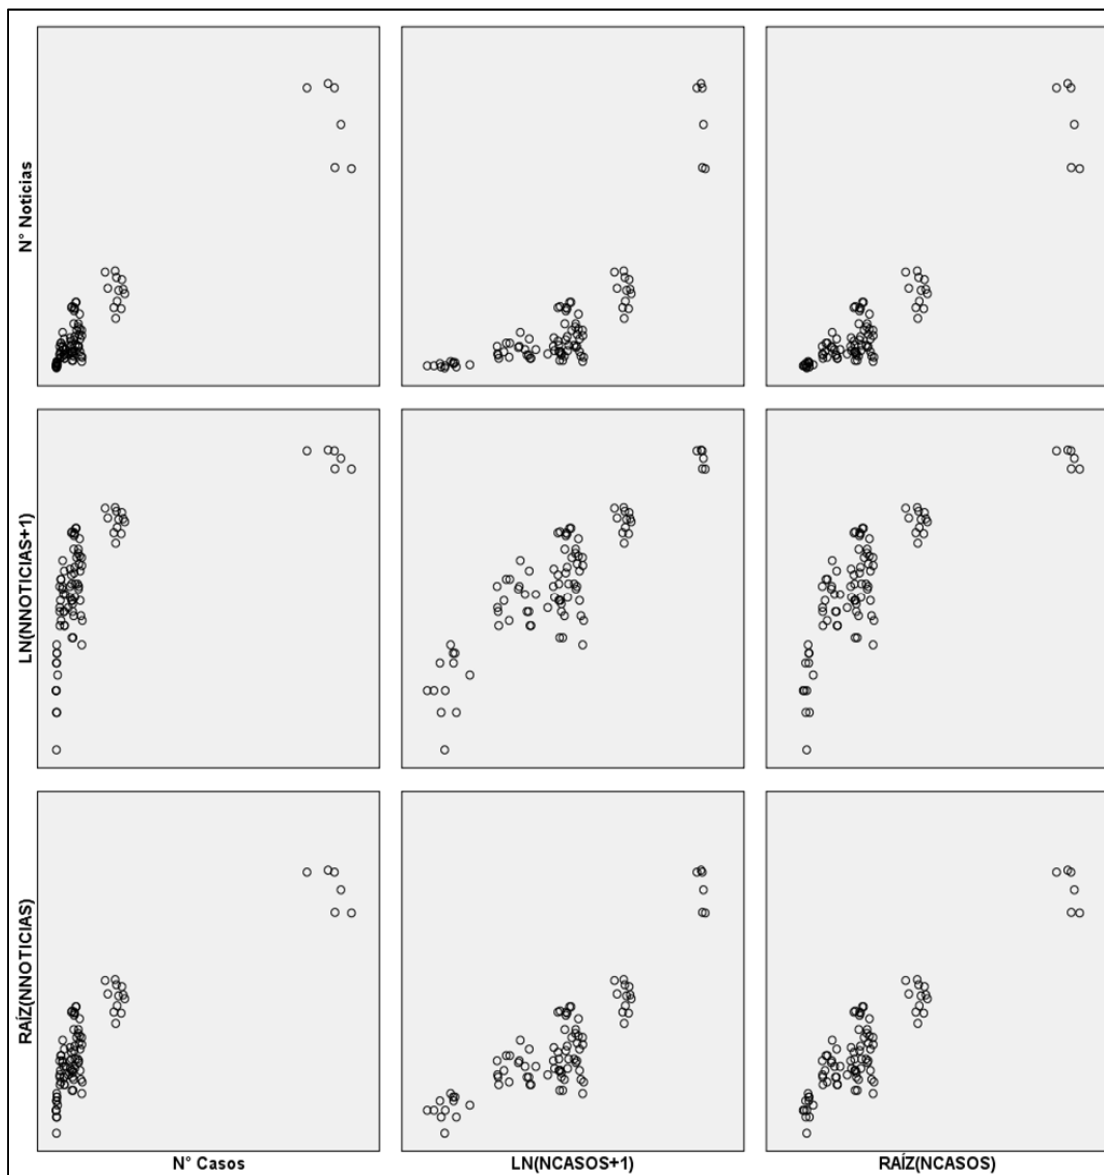 N° Noticias
LN(NNOTICIAS+1)
RAÍZ(NNOTICIAS)
N° Casos
LN(NCASOS+1)
RAÍZ(NCASOS)